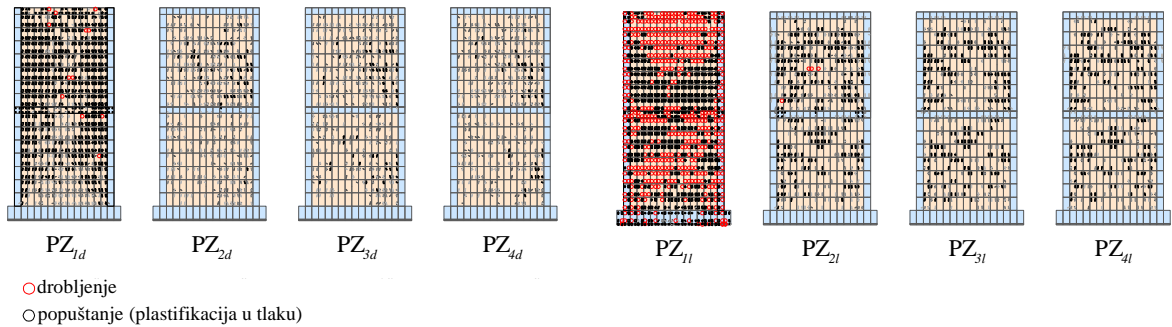 PZ1d PZ2d PZ3d PZ4d PZ1l PZ2l PZ3l PZ4l
drobljenje
popuštanje (plastifikacija u tlaku)